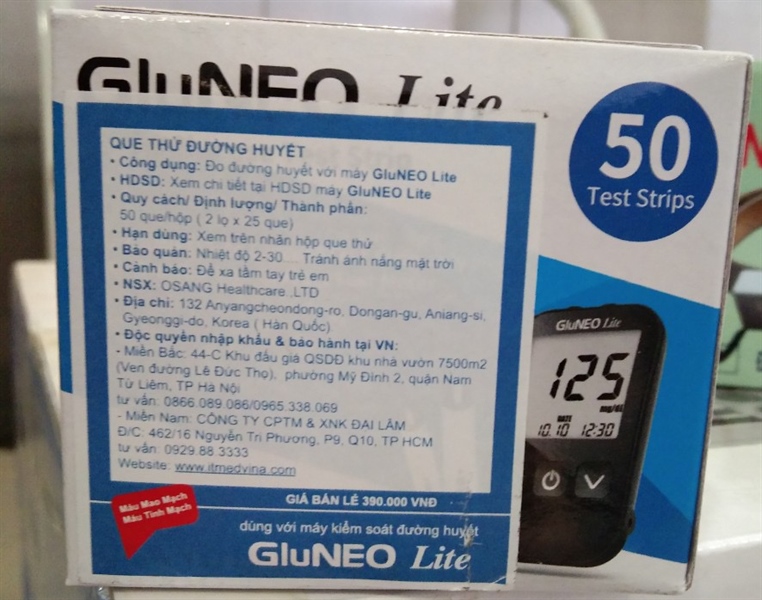 GluNEO Lite
50
Test Strips
QUE THỬ ĐƯỜNG HUYẾT
• Công dụng: Đo đường huyết với máy GluNEO Lite
• HDSD: Xem chi tiết tại HDSD máy GluNEO Lite
• Quy cách/ Định lượng/ Thành phần:
50 que/hộp ( 2 lọ x 25 que)
• Hạn dùng: Xem trên nhãn hộp que thử
• Bảo quản: Nhiệt độ 2-30.... Tránh ánh nắng mặt trời
• Cảnh báo: Để xa tầm tay trẻ em
• NSX: OSANG Healthcare.,LTD
• Địa chỉ: 132 Anyangcheondong-ro, Dongan-gu, Aniang-si,
Gyeonggi-do, Korea ( Hàn Quốc)
• Độc quyền nhập khẩu & bảo hành tại VN:
- Miền Bắc: 44-C Khu đấu giá QSDĐ khu nhà vườn 7500m2
(Ven đường Lê Đức Thọ), phường Mỹ Đình 2, quận Nam
Từ Liêm, TP Hà Nội
tư vấn: 0866.089.086/0965.338.069
- Miền Nam: CÔNG TY CPTM & XNK ĐẠI LÂM
Đ/C: 462/16 Nguyễn Tri Phương, P9, Q10, TP HCM
tư vấn: 0929.88.3333
Website: www.itmedvina.com
GIÁ BÁN LẺ 390.000 VNĐ
Máu Mao Mạch
Máu Tĩnh Mạch
dùng với máy kiểm soát đường huyết
GluNEO Lite
GluNEO Lite
125
mg/dL
DATE
10.10 12:30